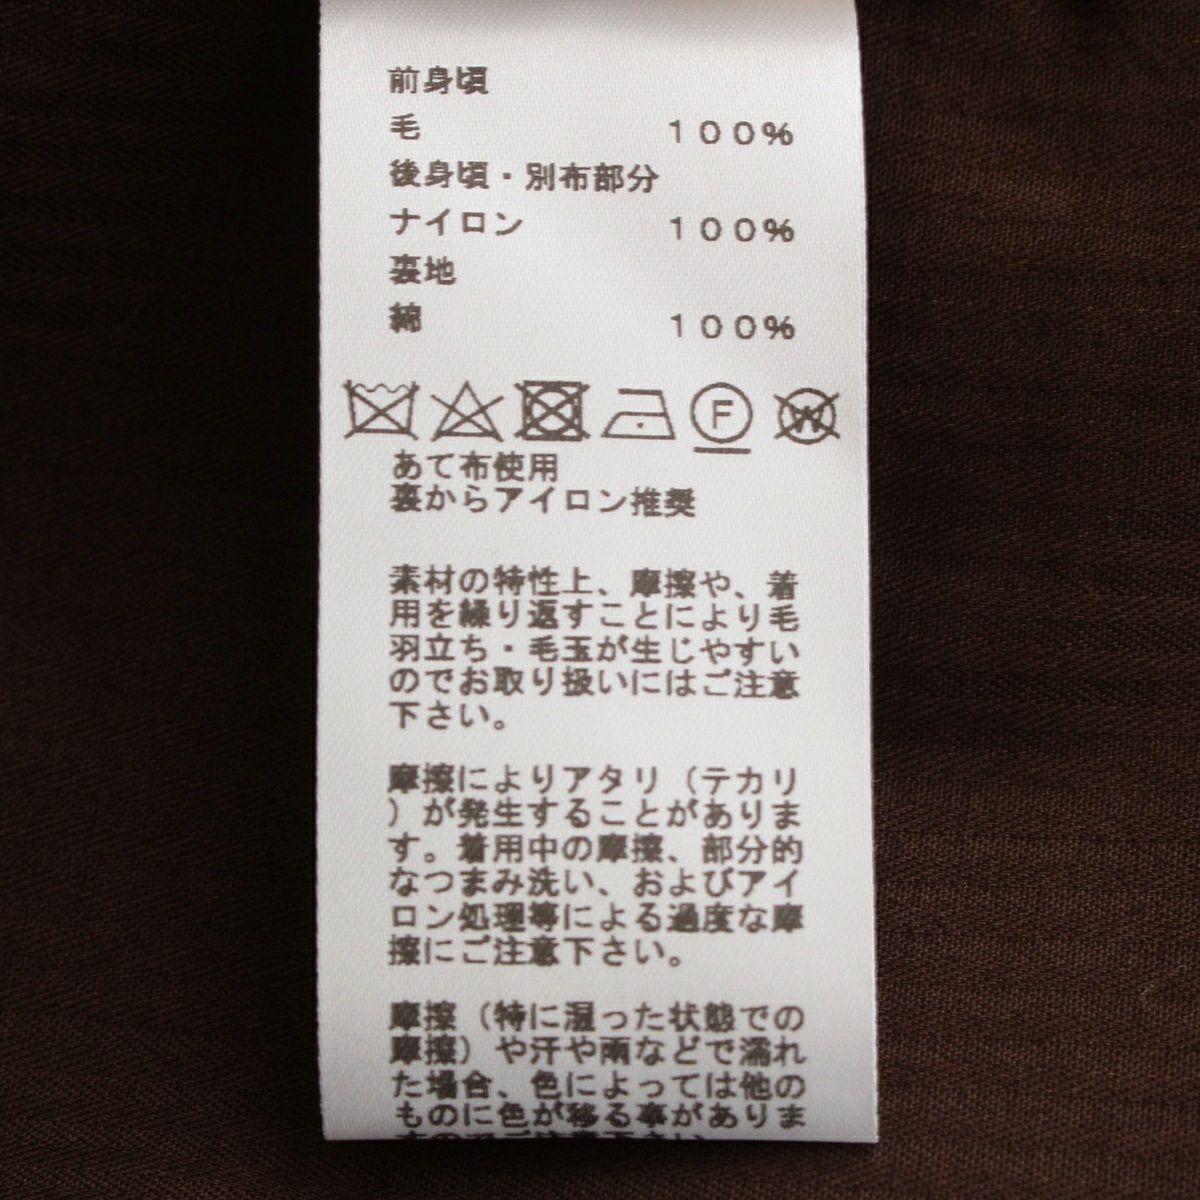 前身頃
毛 100%
後身頃・別布部分
ナイロン 100%
裏地
綿 100%
F W
あて布使用
裏からアイロン推奨
素材の特性上、摩擦や、着
用を繰り返すことにより毛
羽立ち・毛玉が生じやすい
のでお取り扱いにはご注意
下さい。
摩擦によりアタリ（テカリ
）が発生することがありま
す。着用中の摩擦、部分的
なつまみ洗い、およびアイ
ロン処理等による過度な摩
擦にご注意下さい。
摩擦（特に湿った状態での
摩擦）や汗や雨などで濡れ
た場合、色によっては他の
ものに色が移る事がありま